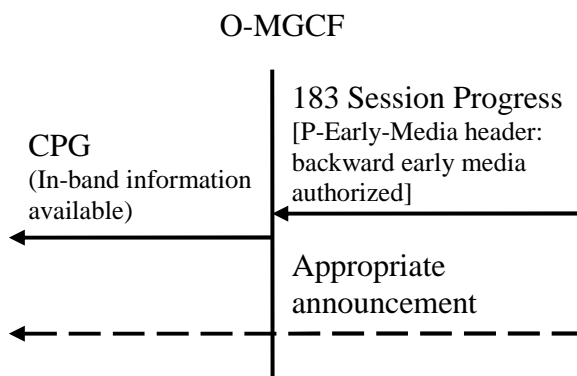 O-MGCF
183 Session Progress
[P-Early-Media header:
backward early media
authorized]
CPG
(In-band information
available)
Appropriate
announcement